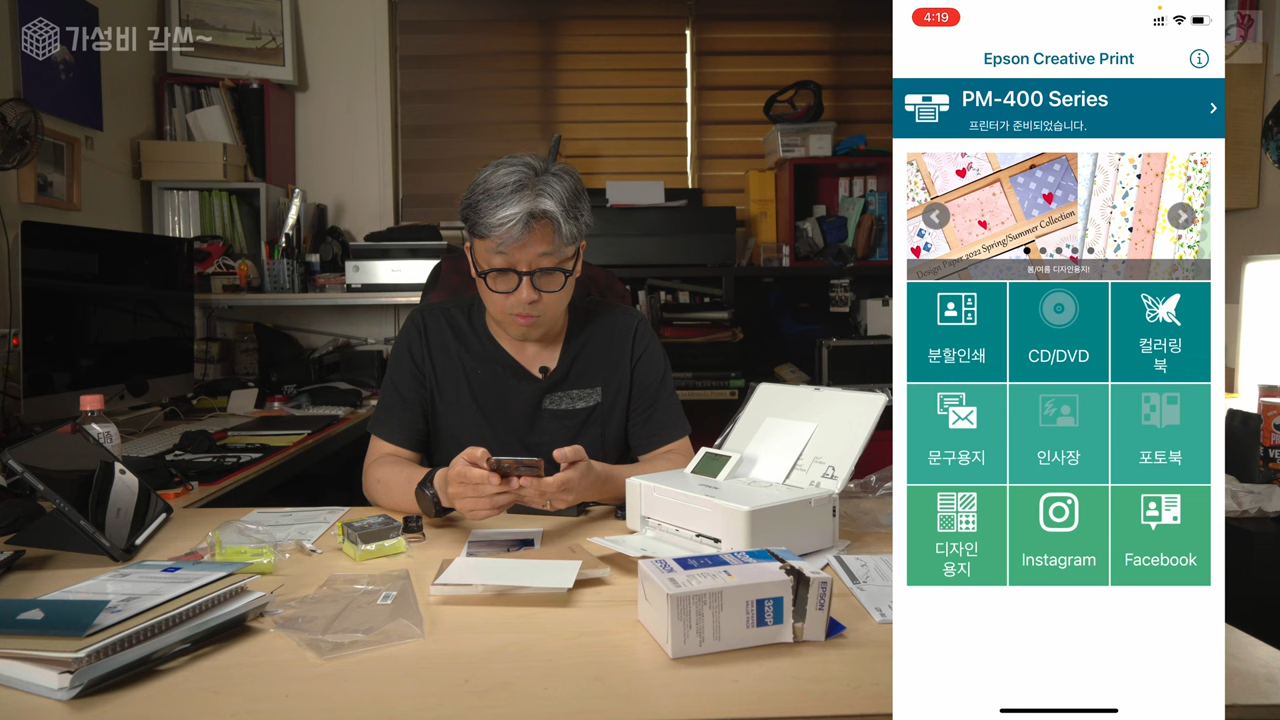 가성비 갑쓰~
4:19
Epson Creative Print
PM-400 Series
프린터가 준비되었습니다.
Design Paper 2022 Spring/Summer Collection
봄/여름 디자인용지!
분할인쇄
CD/DVD
컬러링
북
문구용지
인사장
포토북
디자인
용지
Instagram
Facebook
320P
EPSON